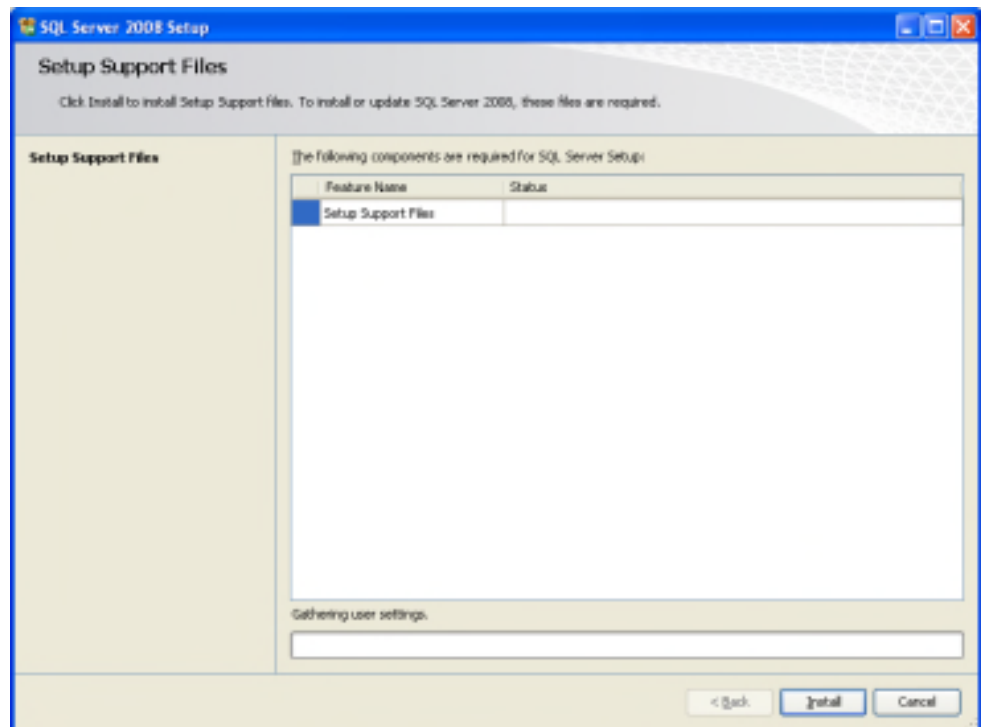 SQL Server 2008 Setup
Setup Support Files
Click Install to install Setup Support files. To install or update SQL Server 2008, these files are required.
Setup Support Files
The following components are required for SQL Server Setup:
Feature Name Status
Setup Support Files
Gathering user settings.
< Back Install Cancel